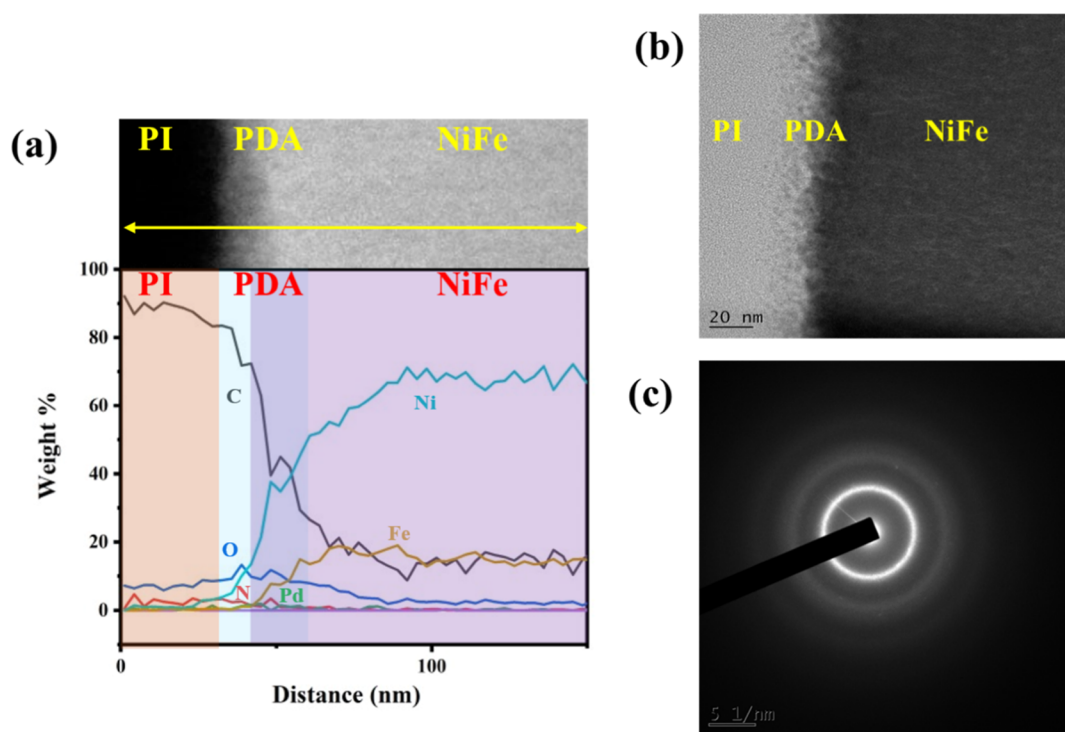 (a)
PI PDA NiFe
PI PDA NiFe
100
80
60
40
20
0
C
Ni
O
N
Pd
Fe
Weight %
0 100
Distance (nm)
(b)
PI PDA NiFe
20 nm
(c)
5 1/nm